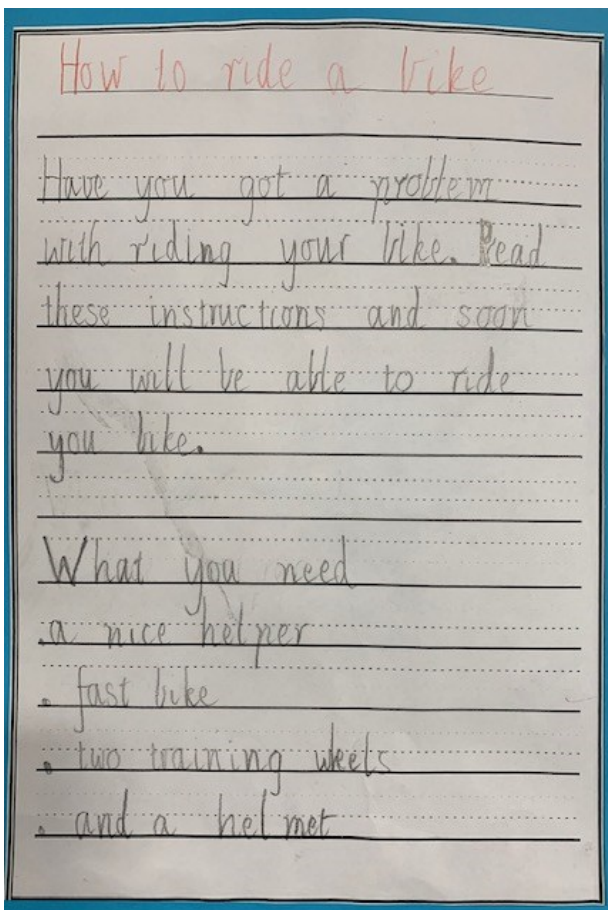 How to ride a bike
Have you got a problem
with riding your bike. Read
these instructions and soon
you will be able to ride
you bike.
What you need
.a nice helper
. fast bike
. two training wheels
. and a helmet